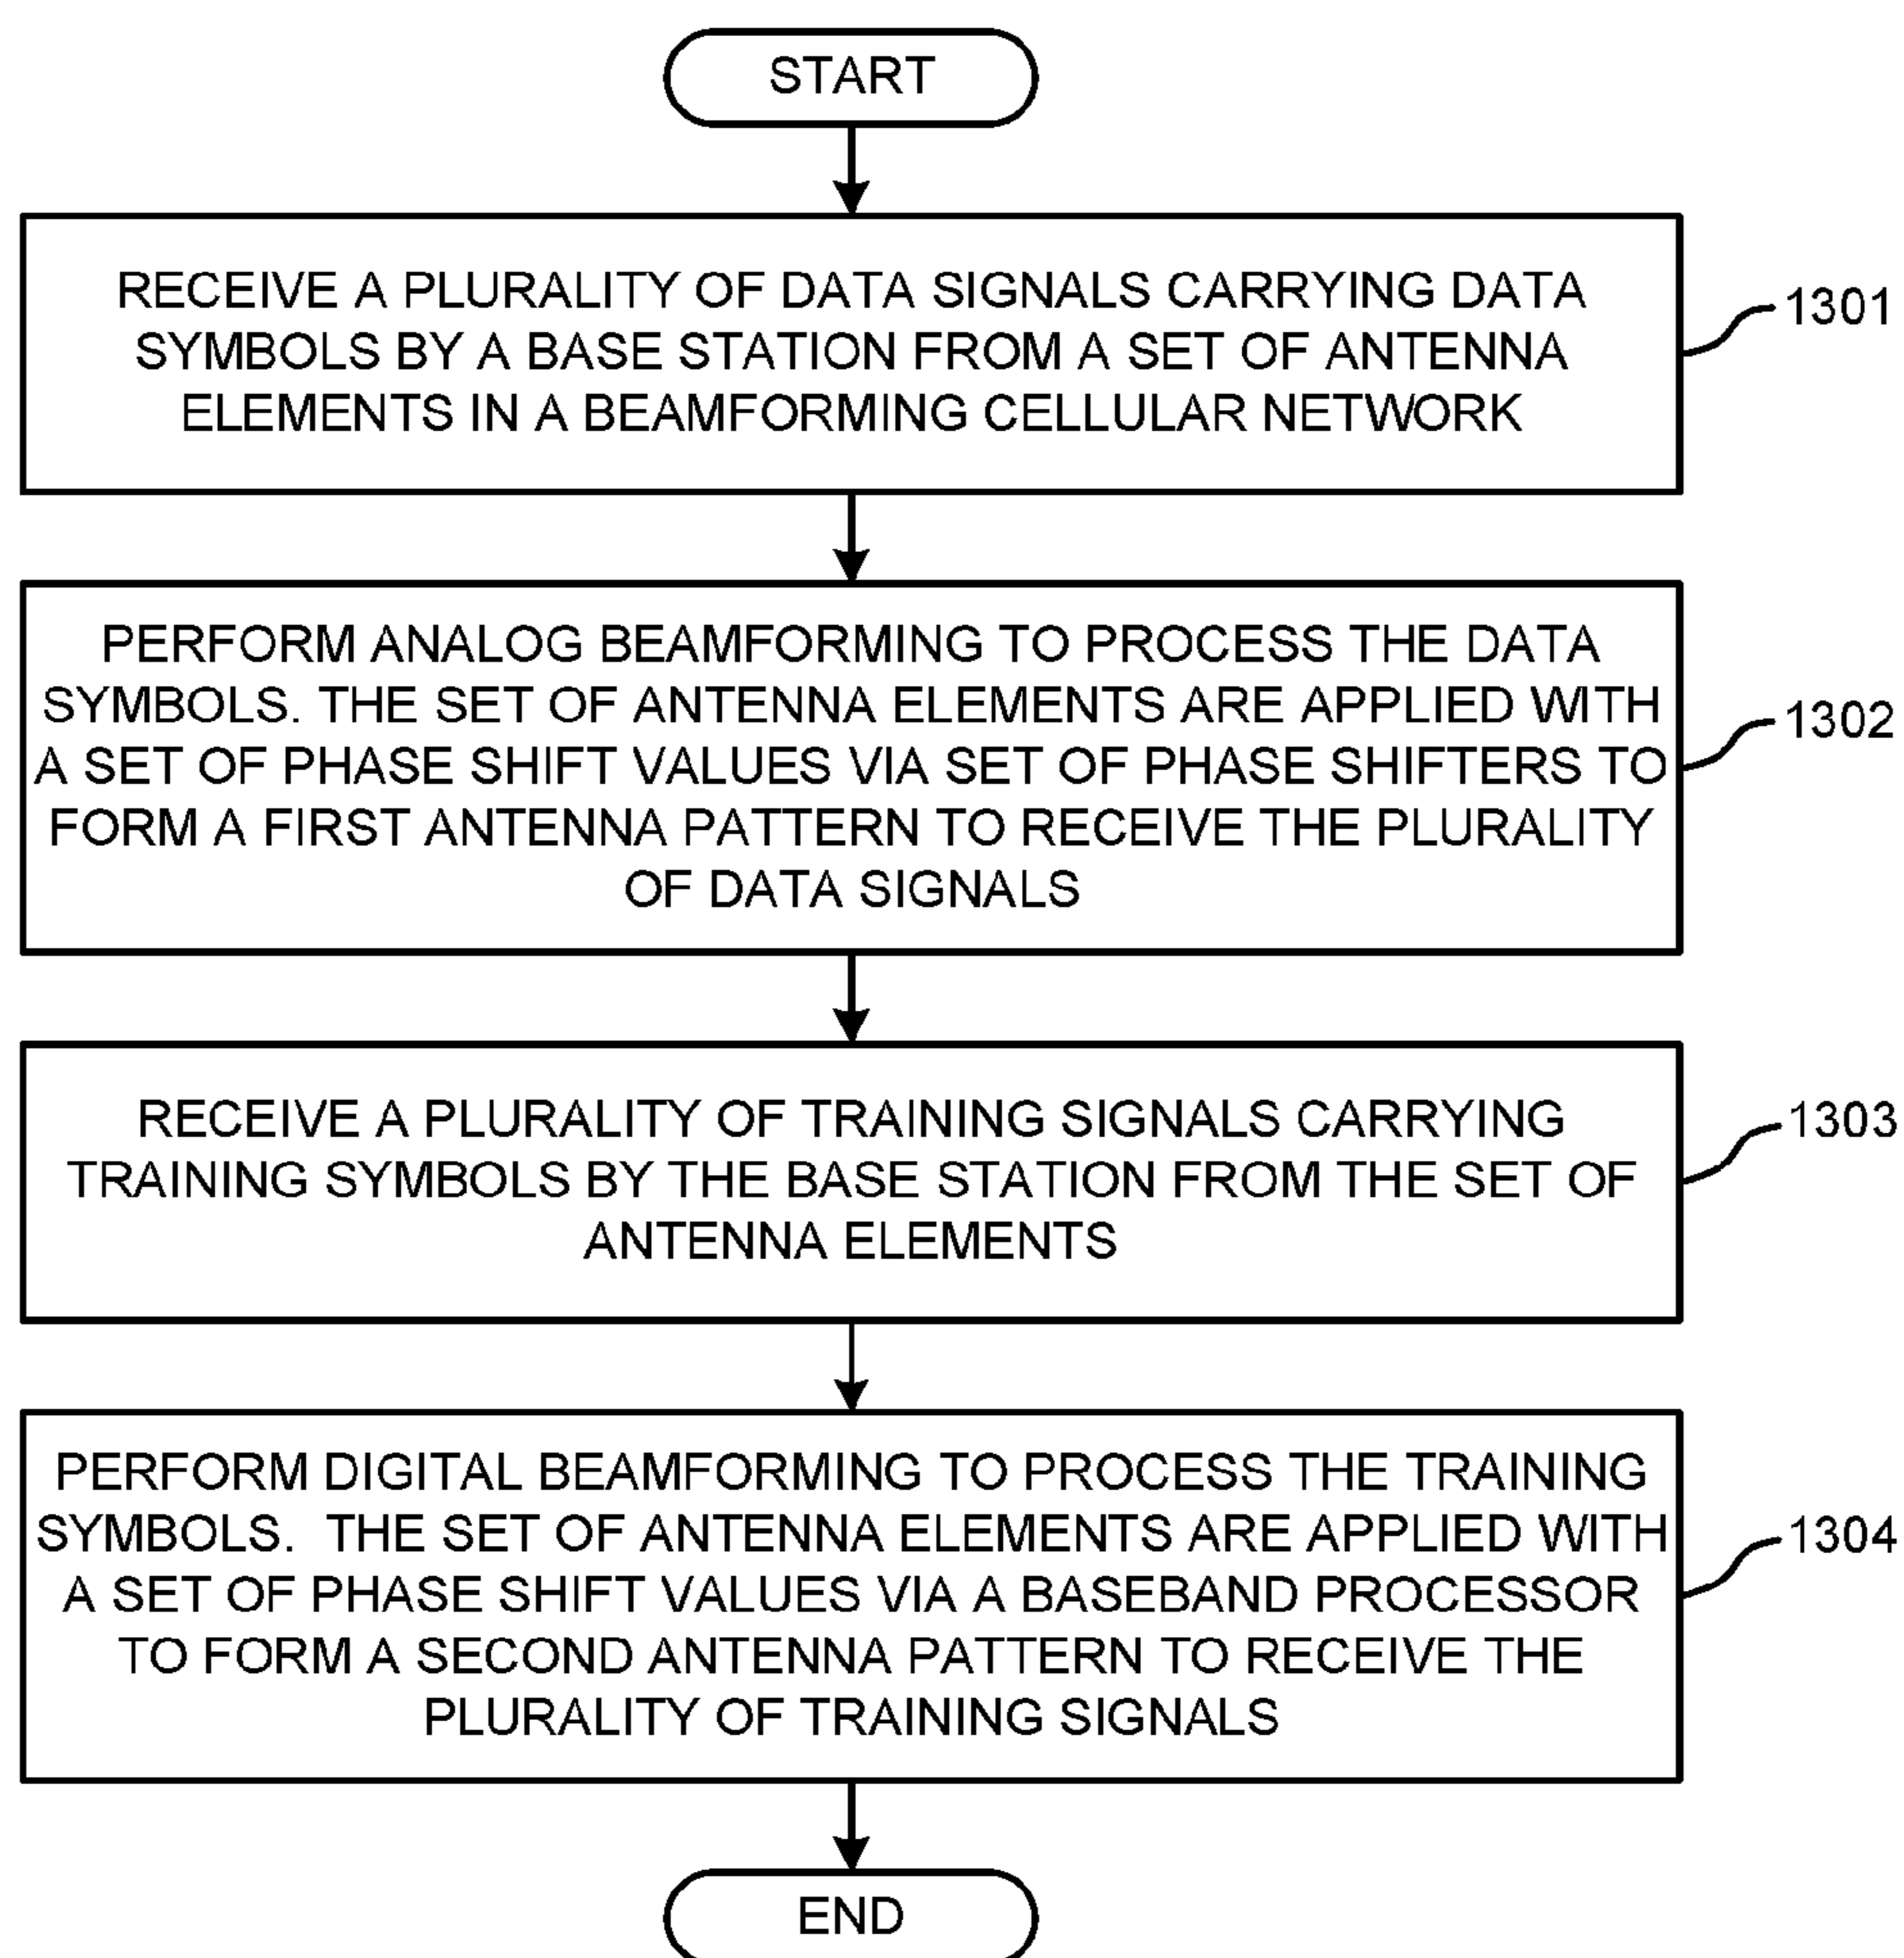 START
RECEIVE A PLURALITY OF DATA SIGNALS CARRYING DATA
SYMBOLS BY A BASE STATION FROM A SET OF ANTENNA
ELEMENTS IN A BEAMFORMING CELLULAR NETWORK
1301
PERFORM ANALOG BEAMFORMING TO PROCESS THE DATA
SYMBOLS. THE SET OF ANTENNA ELEMENTS ARE APPLIED WITH
A SET OF PHASE SHIFT VALUES VIA SET OF PHASE SHIFTERS TO
FORM A FIRST ANTENNA PATTERN TO RECEIVE THE PLURALITY
OF DATA SIGNALS
1302
RECEIVE A PLURALITY OF TRAINING SIGNALS CARRYING
TRAINING SYMBOLS BY THE BASE STATION FROM THE SET OF
ANTENNA ELEMENTS
1303
PERFORM DIGITAL BEAMFORMING TO PROCESS THE TRAINING
SYMBOLS. THE SET OF ANTENNA ELEMENTS ARE APPLIED WITH
A SET OF PHASE SHIFT VALUES VIA A BASEBAND PROCESSOR
TO FORM A SECOND ANTENNA PATTERN TO RECEIVE THE
PLURALITY OF TRAINING SIGNALS
1304
END